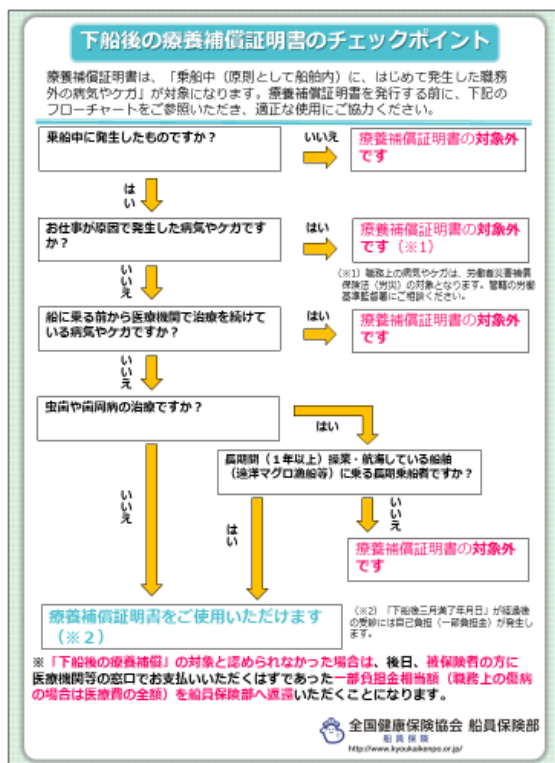 下船後の療養補償証明書のチェックポイント
療養補償証明書は、「乗船中（原則として船舶内）に、はじめて発生した職務
外の病気やケガ」が対象になります。療養補償証明書を発行する前に、下記の
フローチャートをご参照いただき、適正な使用にご協力ください。
乗船中に発生したものですか？
いいえ
療養補償証明書の対象外
です
はい
お仕事が原因で発生した病気やケガです
か？
はい
療養補償証明書の対象外
です（※1）
（※1）職務上の病気やケガは、労働者災害補償
保険法（労災）の対象となります。管轄の労働
基準監督署にご相談ください。
いいえ
船に乗る前から医療機関で治療を続けて
いる病気やケガですか？
はい
療養補償証明書の対象外
です
いいえ
虫歯や歯周病の治療ですか？
はい
長期間（１年以上）操業・航海している船舶
（遠洋マグロ漁船等）に乗る長期乗船者ですか？
いいえ
はい
いいえ
療養補償証明書の対象外
です
療養補償証明書をご使用いただけます
（※２）
（※2）「下船後三月満了年月日」が経過後
の受診には自己負担（一部負担金）が発生し
ます。
※「下船後の療養補償」の対象と認められなかった場合は、後日、被保険者の方に
医療機関等の窓口でお支払いいただくはずであった一部負担金相当額（職務上の傷病
の場合は医療費の全額）を船員保険部へ返還いただくことになります。
全国健康保険協会 船員保険部
船員保険
http://www.kyoukaikenpo.or.jp/